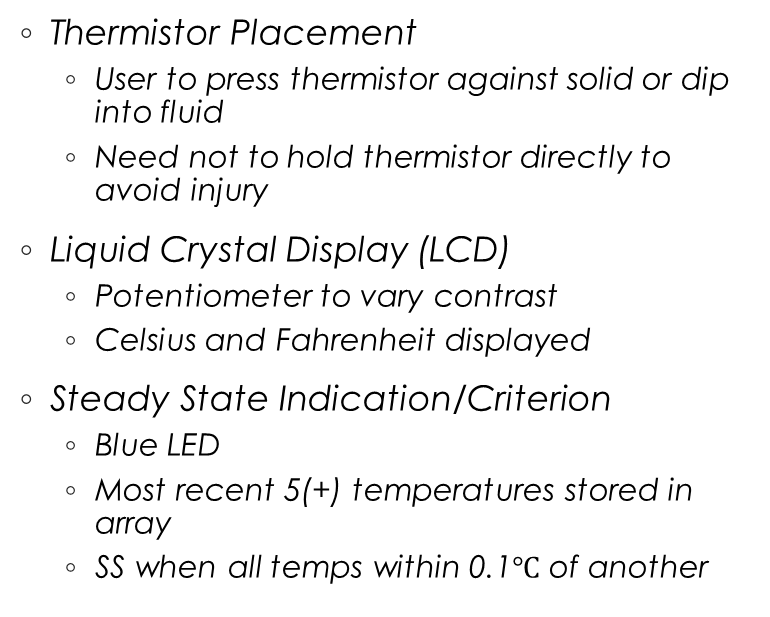 ◦ Thermistor Placement
◦ User to press thermistor against solid or dip
into fluid
◦ Need not to hold thermistor directly to
avoid injury
◦ Liquid Crystal Display (LCD)
◦ Potentiometer to vary contrast
◦ Celsius and Fahrenheit displayed
◦ Steady State Indication/Criterion
◦ Blue LED
◦ Most recent 5(+) temperatures stored in
array
◦ SS when all temps within 0.1℃ of another